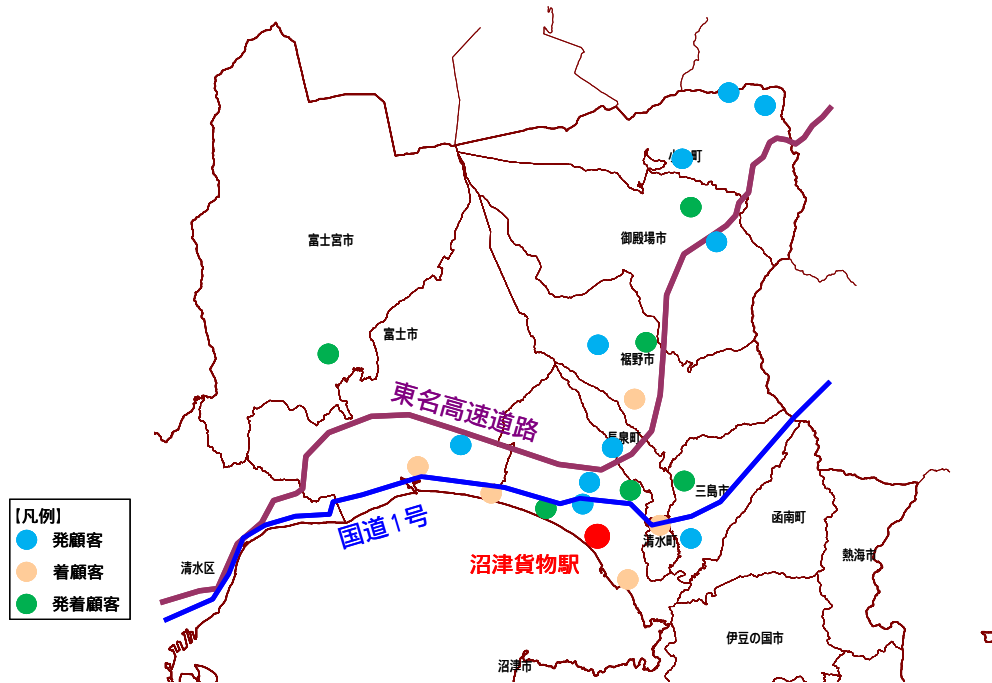 小山町
富士宮市
御殿場市
富士市
裾野市
東名高速道路
長泉町
三島市
【凡例】
発顧客
着顧客
発着顧客
国道1号
函南町
清水町
熱海市
沼津貨物駅
清水区
伊豆の国市
沼津市